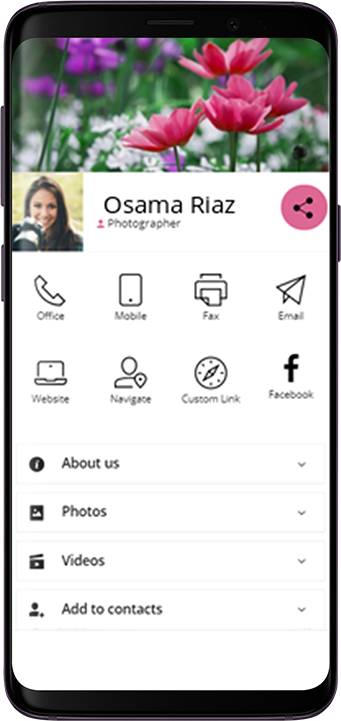 Osama Riaz
Photographer
Office Mobile Fax Email
Website Navigate Custom Link Facebook
About us
Photos
Videos
Add to contacts